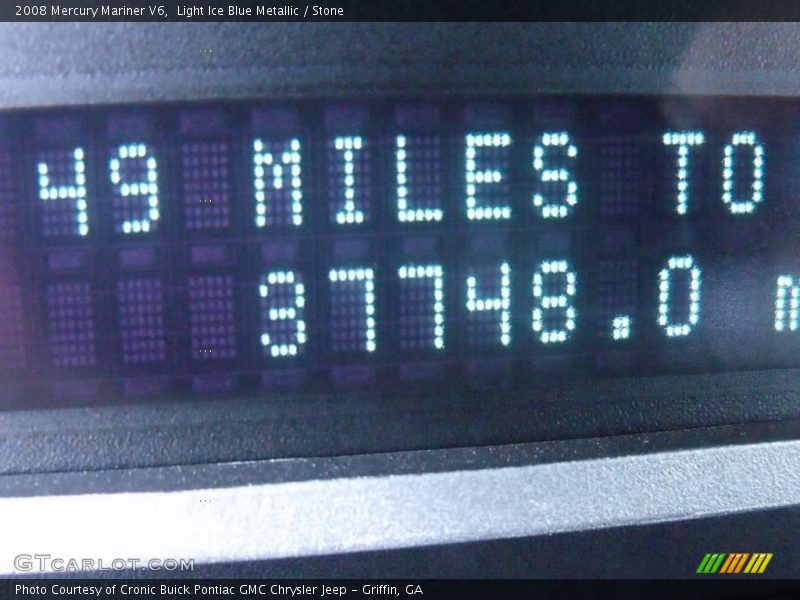 2008 Mercury Mariner V6,  Light Ice Blue Metallic / Stone
49 MILES TO
37748.0 m
GTcarlot.com
Photo Courtesy of Cronic Buick Pontiac GMC Chrysler Jeep - Griffin, GA